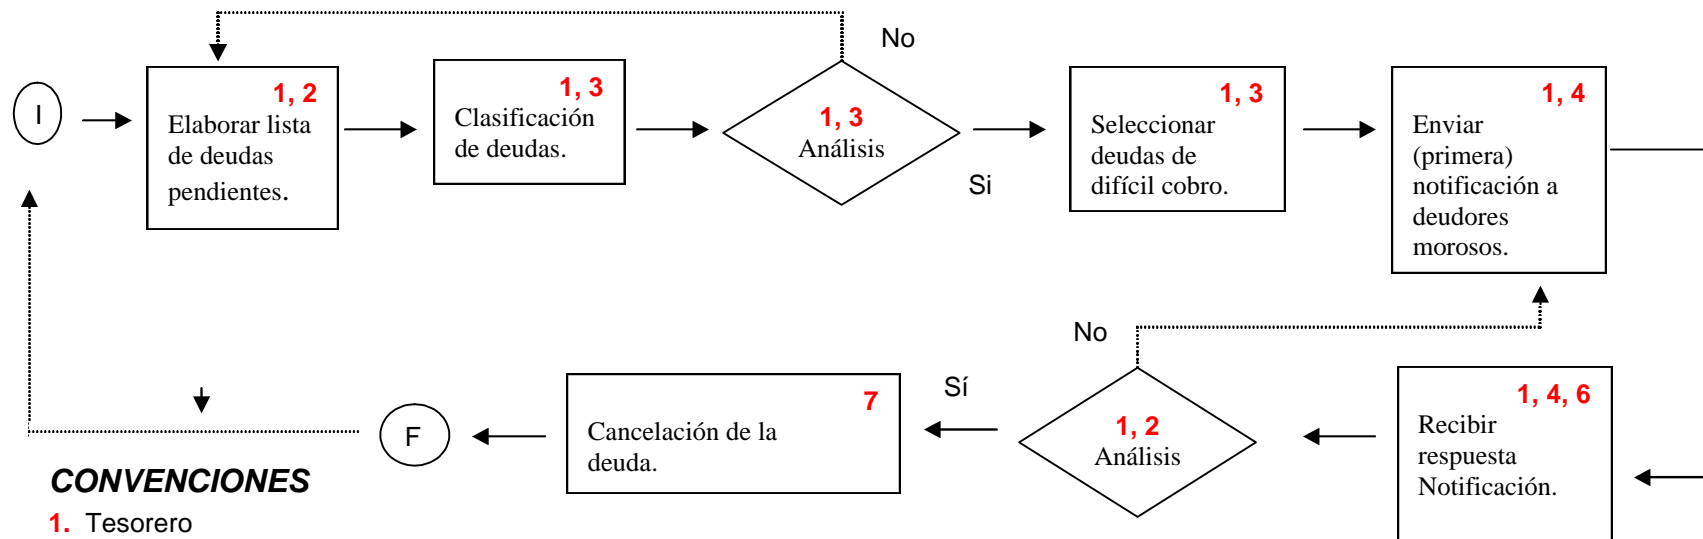 No
I
1, 2
Elaborar lista
de deudas
pendientes.
1, 3
Clasificación
de deudas.
1, 3
Análisis
Si
1, 3
Seleccionar
deudas de
difícil cobro.
1, 4
Enviar
(primera)
notificación a
deudores
morosos.
No
1, 4, 6
Recibir
respuesta
Notificación.
1, 2
Análisis
Sí
7
Cancelación de la
deuda.
F
CONVENCIONES
1. Tesorero